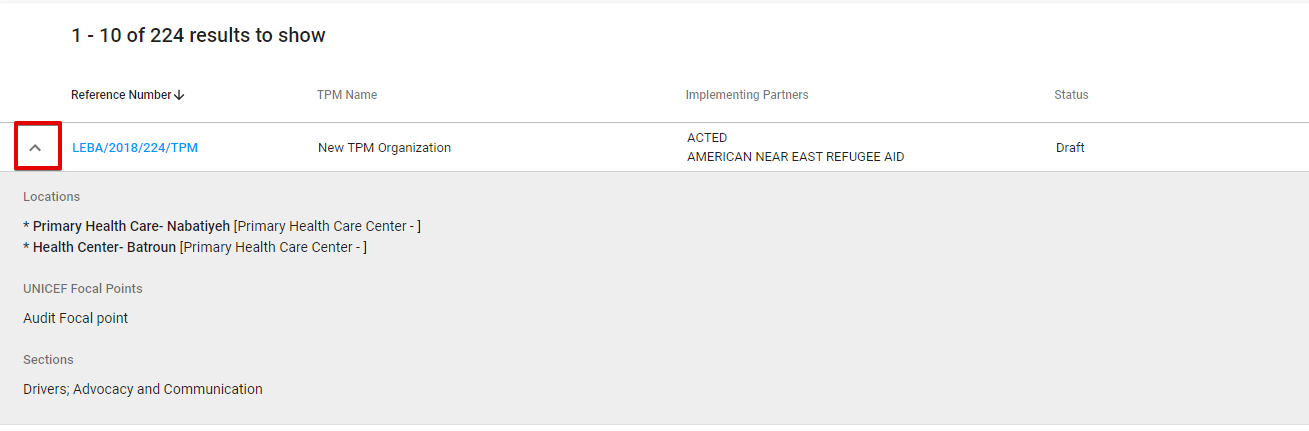 1 - 10 of 224 results to show
Reference Number TPM Name Implementing Partners Status
LEBA/2018/224/TPM New TPM Organization ACTED Draft
AMERICAN NEAR EAST REFUGEE AID
Locations
* Primary Health Care- Nabatiyeh [Primary Health Care Center - ]
* Health Center- Batroun [Primary Health Care Center - ]
UNICEF Focal Points
Audit Focal point
Sections
Drivers; Advocacy and Communication